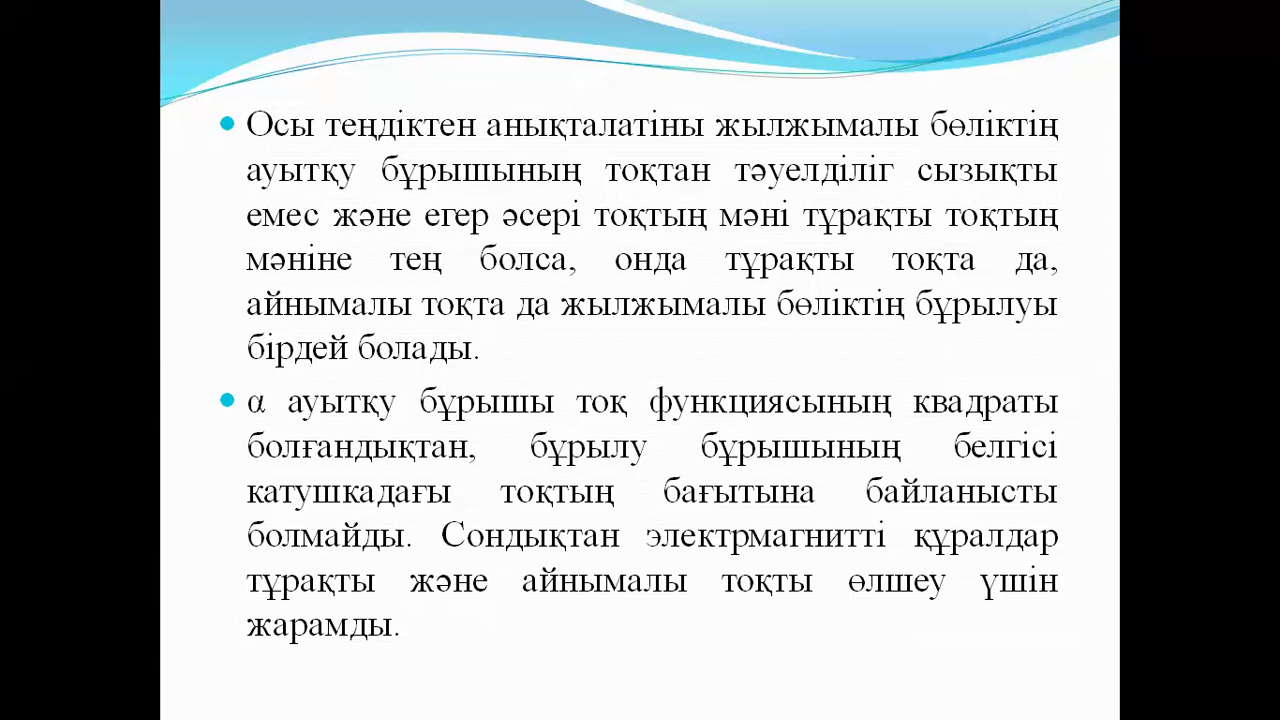 Осы теңдіктен анықталатіны жылжымалы бөліктің
ауытқу бұрышының тоқтан тәуелділіг сызықты
емес және егер әсері тоқтың мәні тұрақты тоқтың
мәніне тең болса, онда тұрақты тоқта да,
айнымалы тоқта да жылжымалы бөліктің бұрылуы
бірдей болады.
α ауытқу бұрышы тоқ функциясының квадраты
болғандықтан, бұрылу бұрышының белгісі
катушкадағы тоқтың бағытына байланысты
болмайды. Сондықтан электрмагнитті құралдар
тұрақты және айнымалы тоқты өлшеу үшін
жарамды.